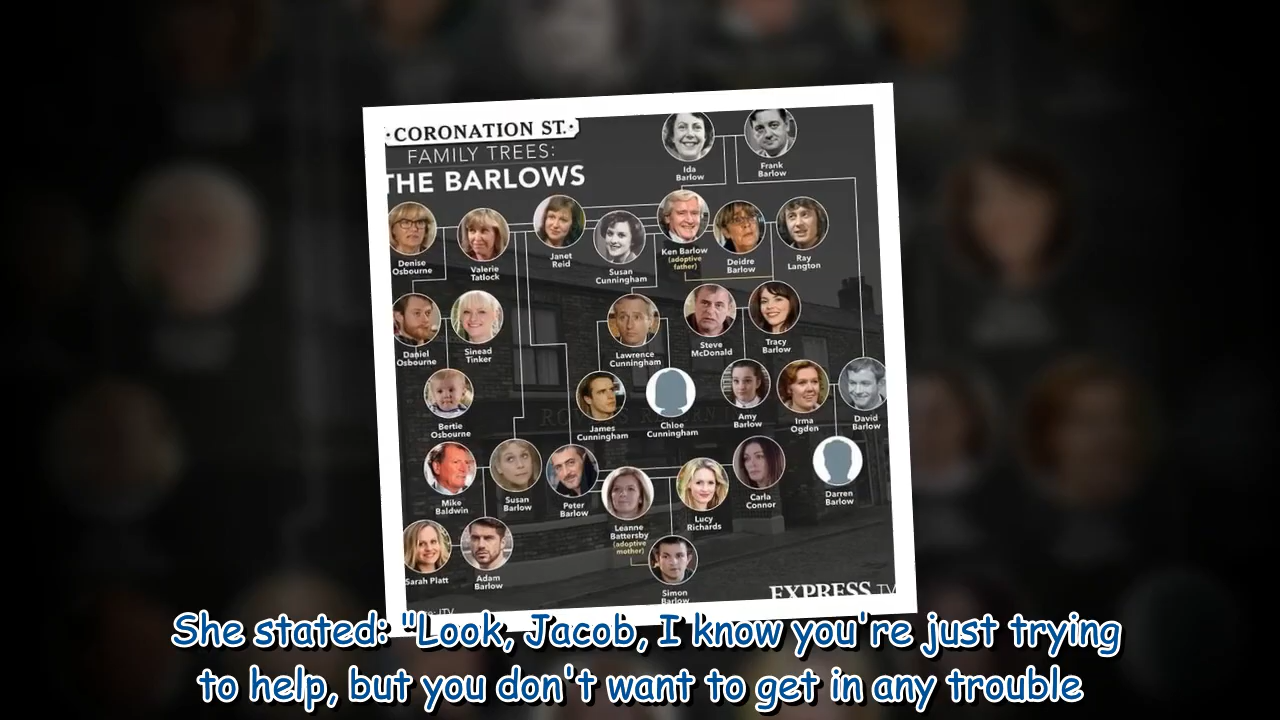 CORONATION ST.
FAMILY TREES:
THE BARLOWS
Ida
Barlow
Frank
Barlow
Denise
Osbourne
Valerie
Tatlock
Janet
Reid
Susan
Cunningham
Ken Barlow
(adoptive
father)
Deidre
Barlow
Ray
Langton
Daniel
Osbourne
Sinead
Tinker
Lawrence
Cunningham
Steve
McDonald
Tracy
Barlow
Bertie
Osbourne
James
Cunningham
Chloe
Cunningham
Amy
Barlow
Irma
Ogden
David
Barlow
Mike
Baldwin
Susan
Barlow
Peter
Barlow
Leanne
Battersby
(adoptive
mother)
Lucy
Richards
Carla
Connor
Darren
Barlow
Sarah Platt
Adam
Barlow
Simon
Barlow
EXPRESS TV
ITV
She stated: "Look, Jacob, I know you're just trying
to help, but you don't want to get in any trouble